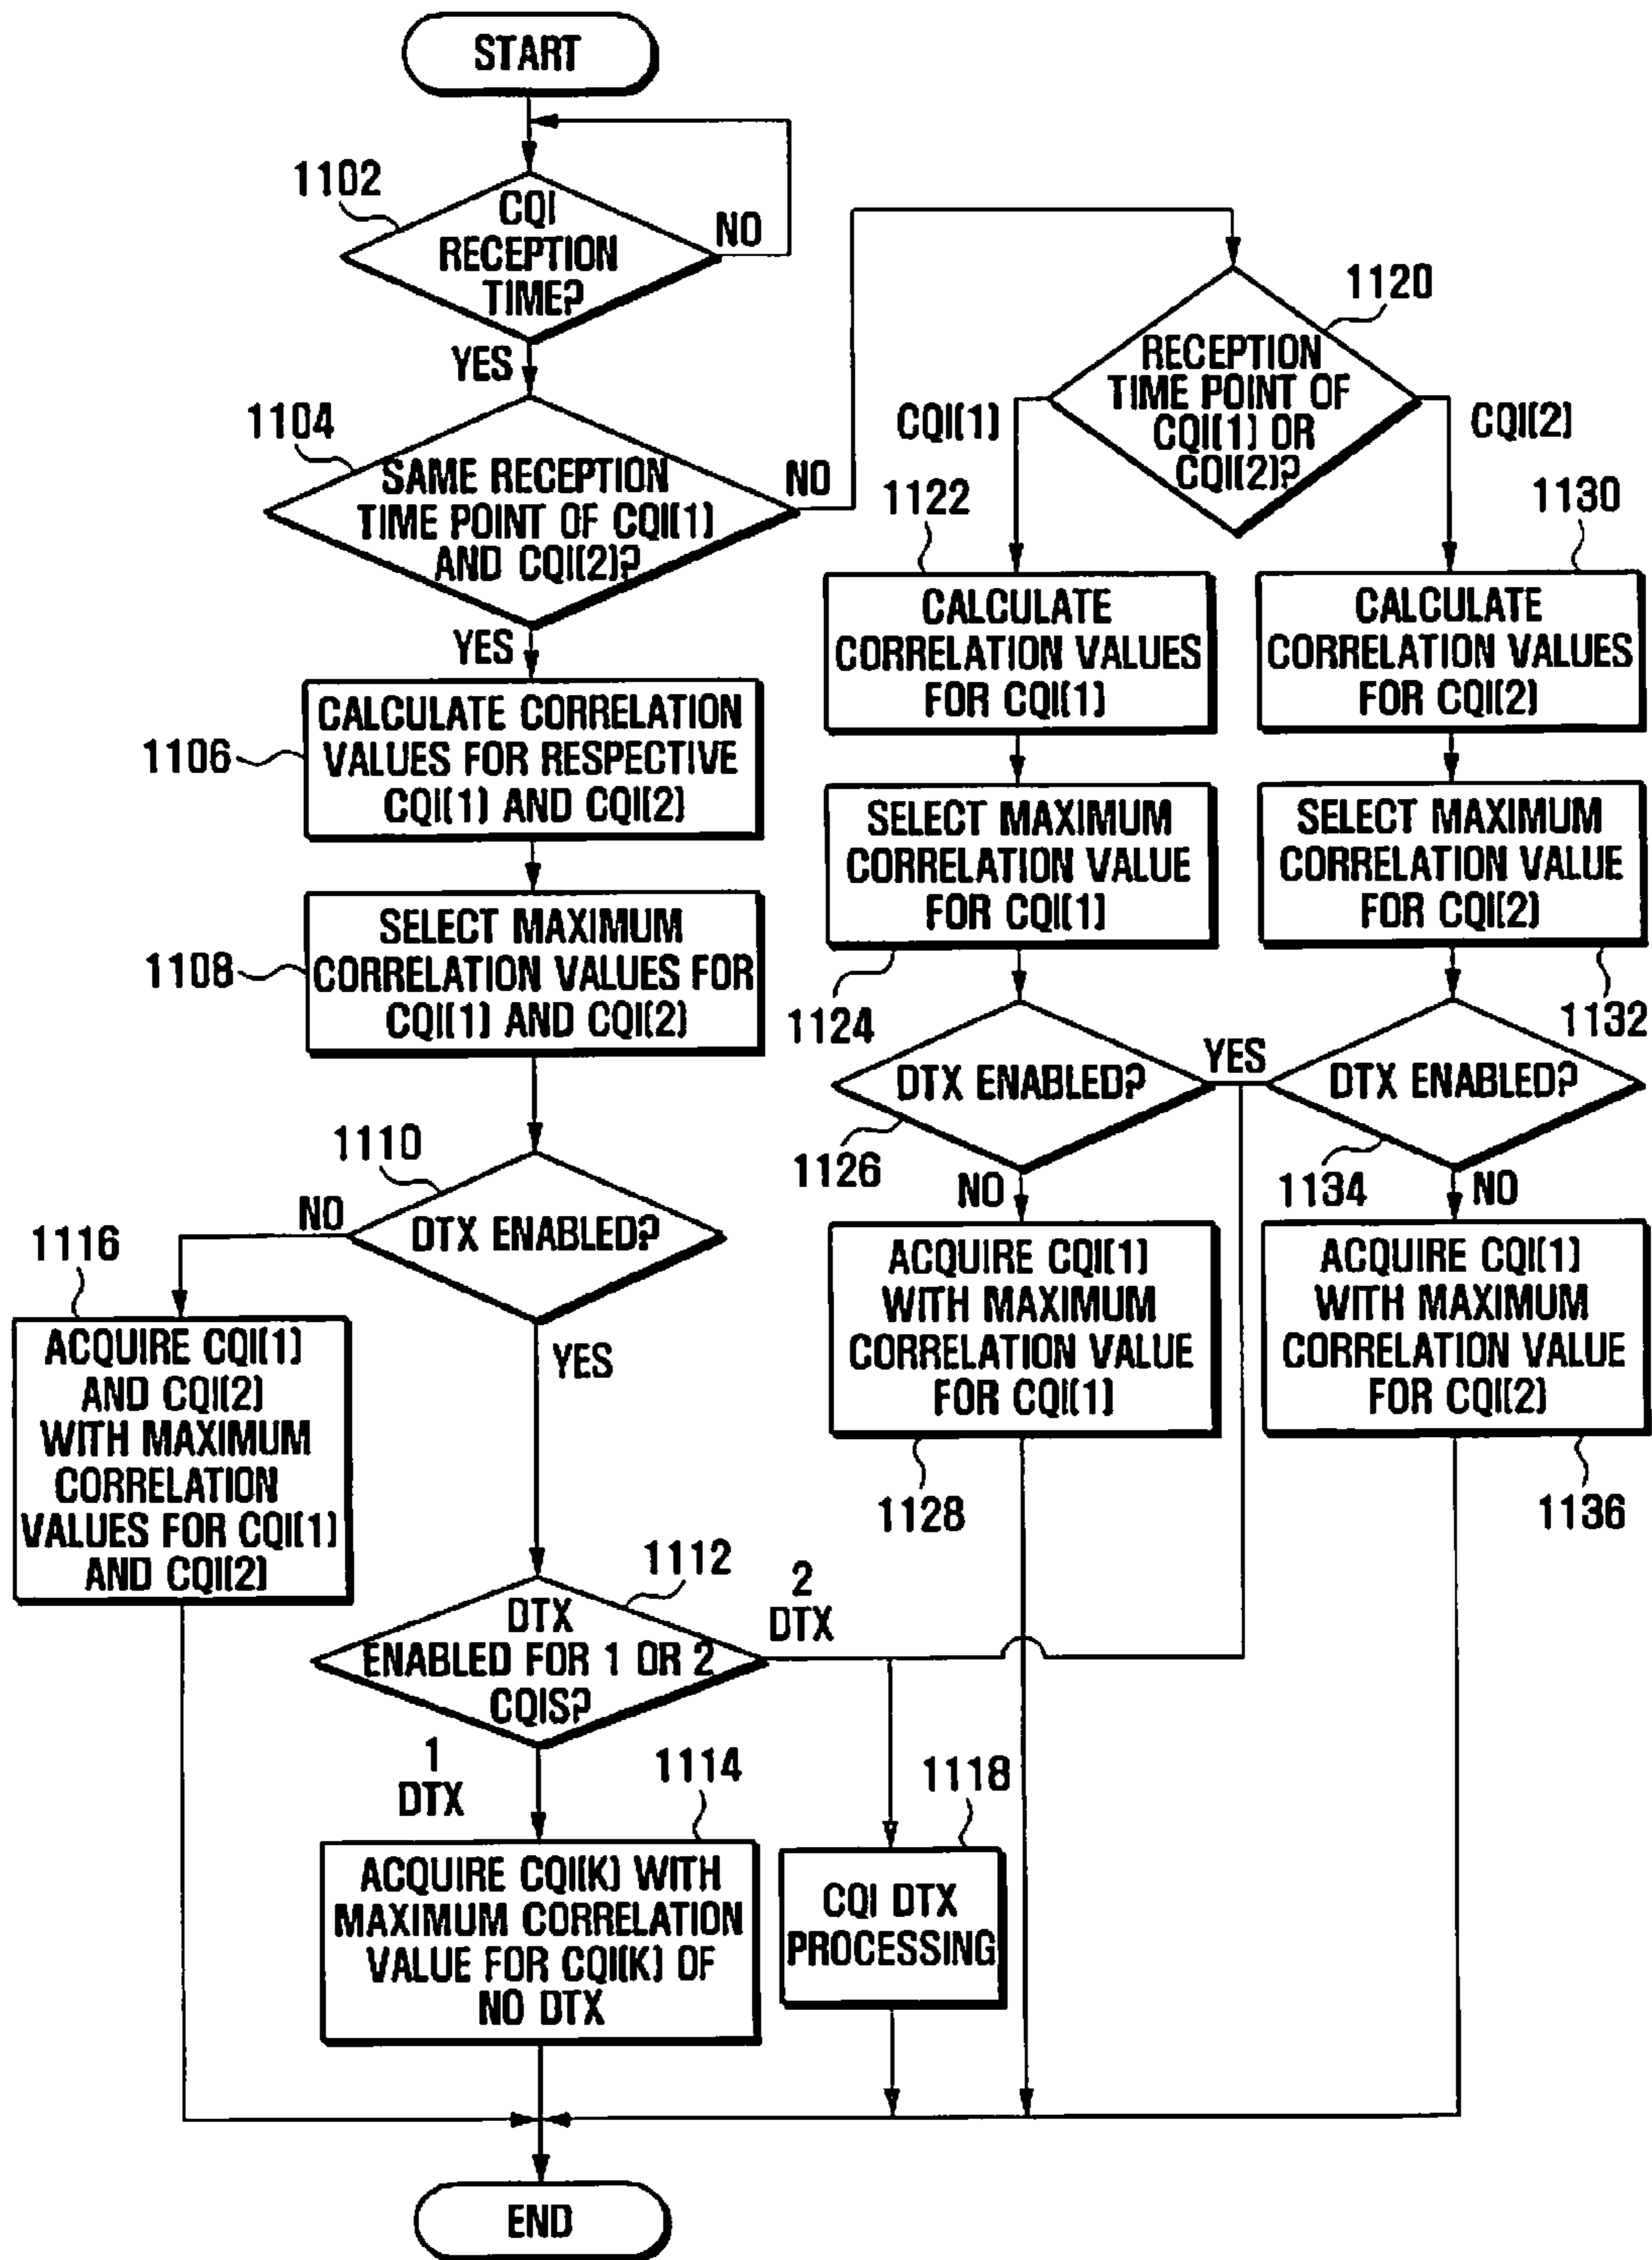 START
1102
CQI
RECEPTION
TIME?
NO
YES
1104
SAME RECEPTION
TIME POINT OF CQI(1)
AND CQI(2)?
NO
YES
1106
CALCULATE CORRELATION
VALUES FOR RESPECTIVE
CQI(1) AND CQI(2)
1108
SELECT MAXIMUM
CORRELATION VALUES FOR
CQI(1) AND CQI(2)
1110
DTX ENABLED?
NO
YES
1116
ACQUIRE CQI(1)
AND CQI(2)
WITH MAXIMUM
CORRELATION
VALUES FOR CQI(1)
AND CQI(2)
1112
DTX
ENABLED FOR 1 OR 2
CQIS?
2
DTX
1
DTX
1114
ACQUIRE CQI(K) WITH
MAXIMUM CORRELATION
VALUE FOR CQI(K) OF
NO DTX
1118
CQI DTX
PROCESSING
1120
RECEPTION
TIME POINT OF
CQI(1) OR
CQI(2)?
CQI(1)
CQI(2)
1122
CALCULATE
CORRELATION VALUES
FOR CQI(1)
SELECT MAXIMUM
CORRELATION VALUE
FOR CQI(1)
1124
DTX ENABLED?
YES
1126
NO
ACQUIRE CQI(1)
WITH MAXIMUM
CORRELATION VALUE
FOR CQI(1)
1128
1130
CALCULATE
CORRELATION VALUES
FOR CQI(2)
SELECT MAXIMUM
CORRELATION VALUE
FOR CQI(2)
1132
DTX ENABLED?
1134
NO
ACQUIRE CQI(1)
WITH MAXIMUM
CORRELATION VALUE
FOR CQI(2)
1136
END